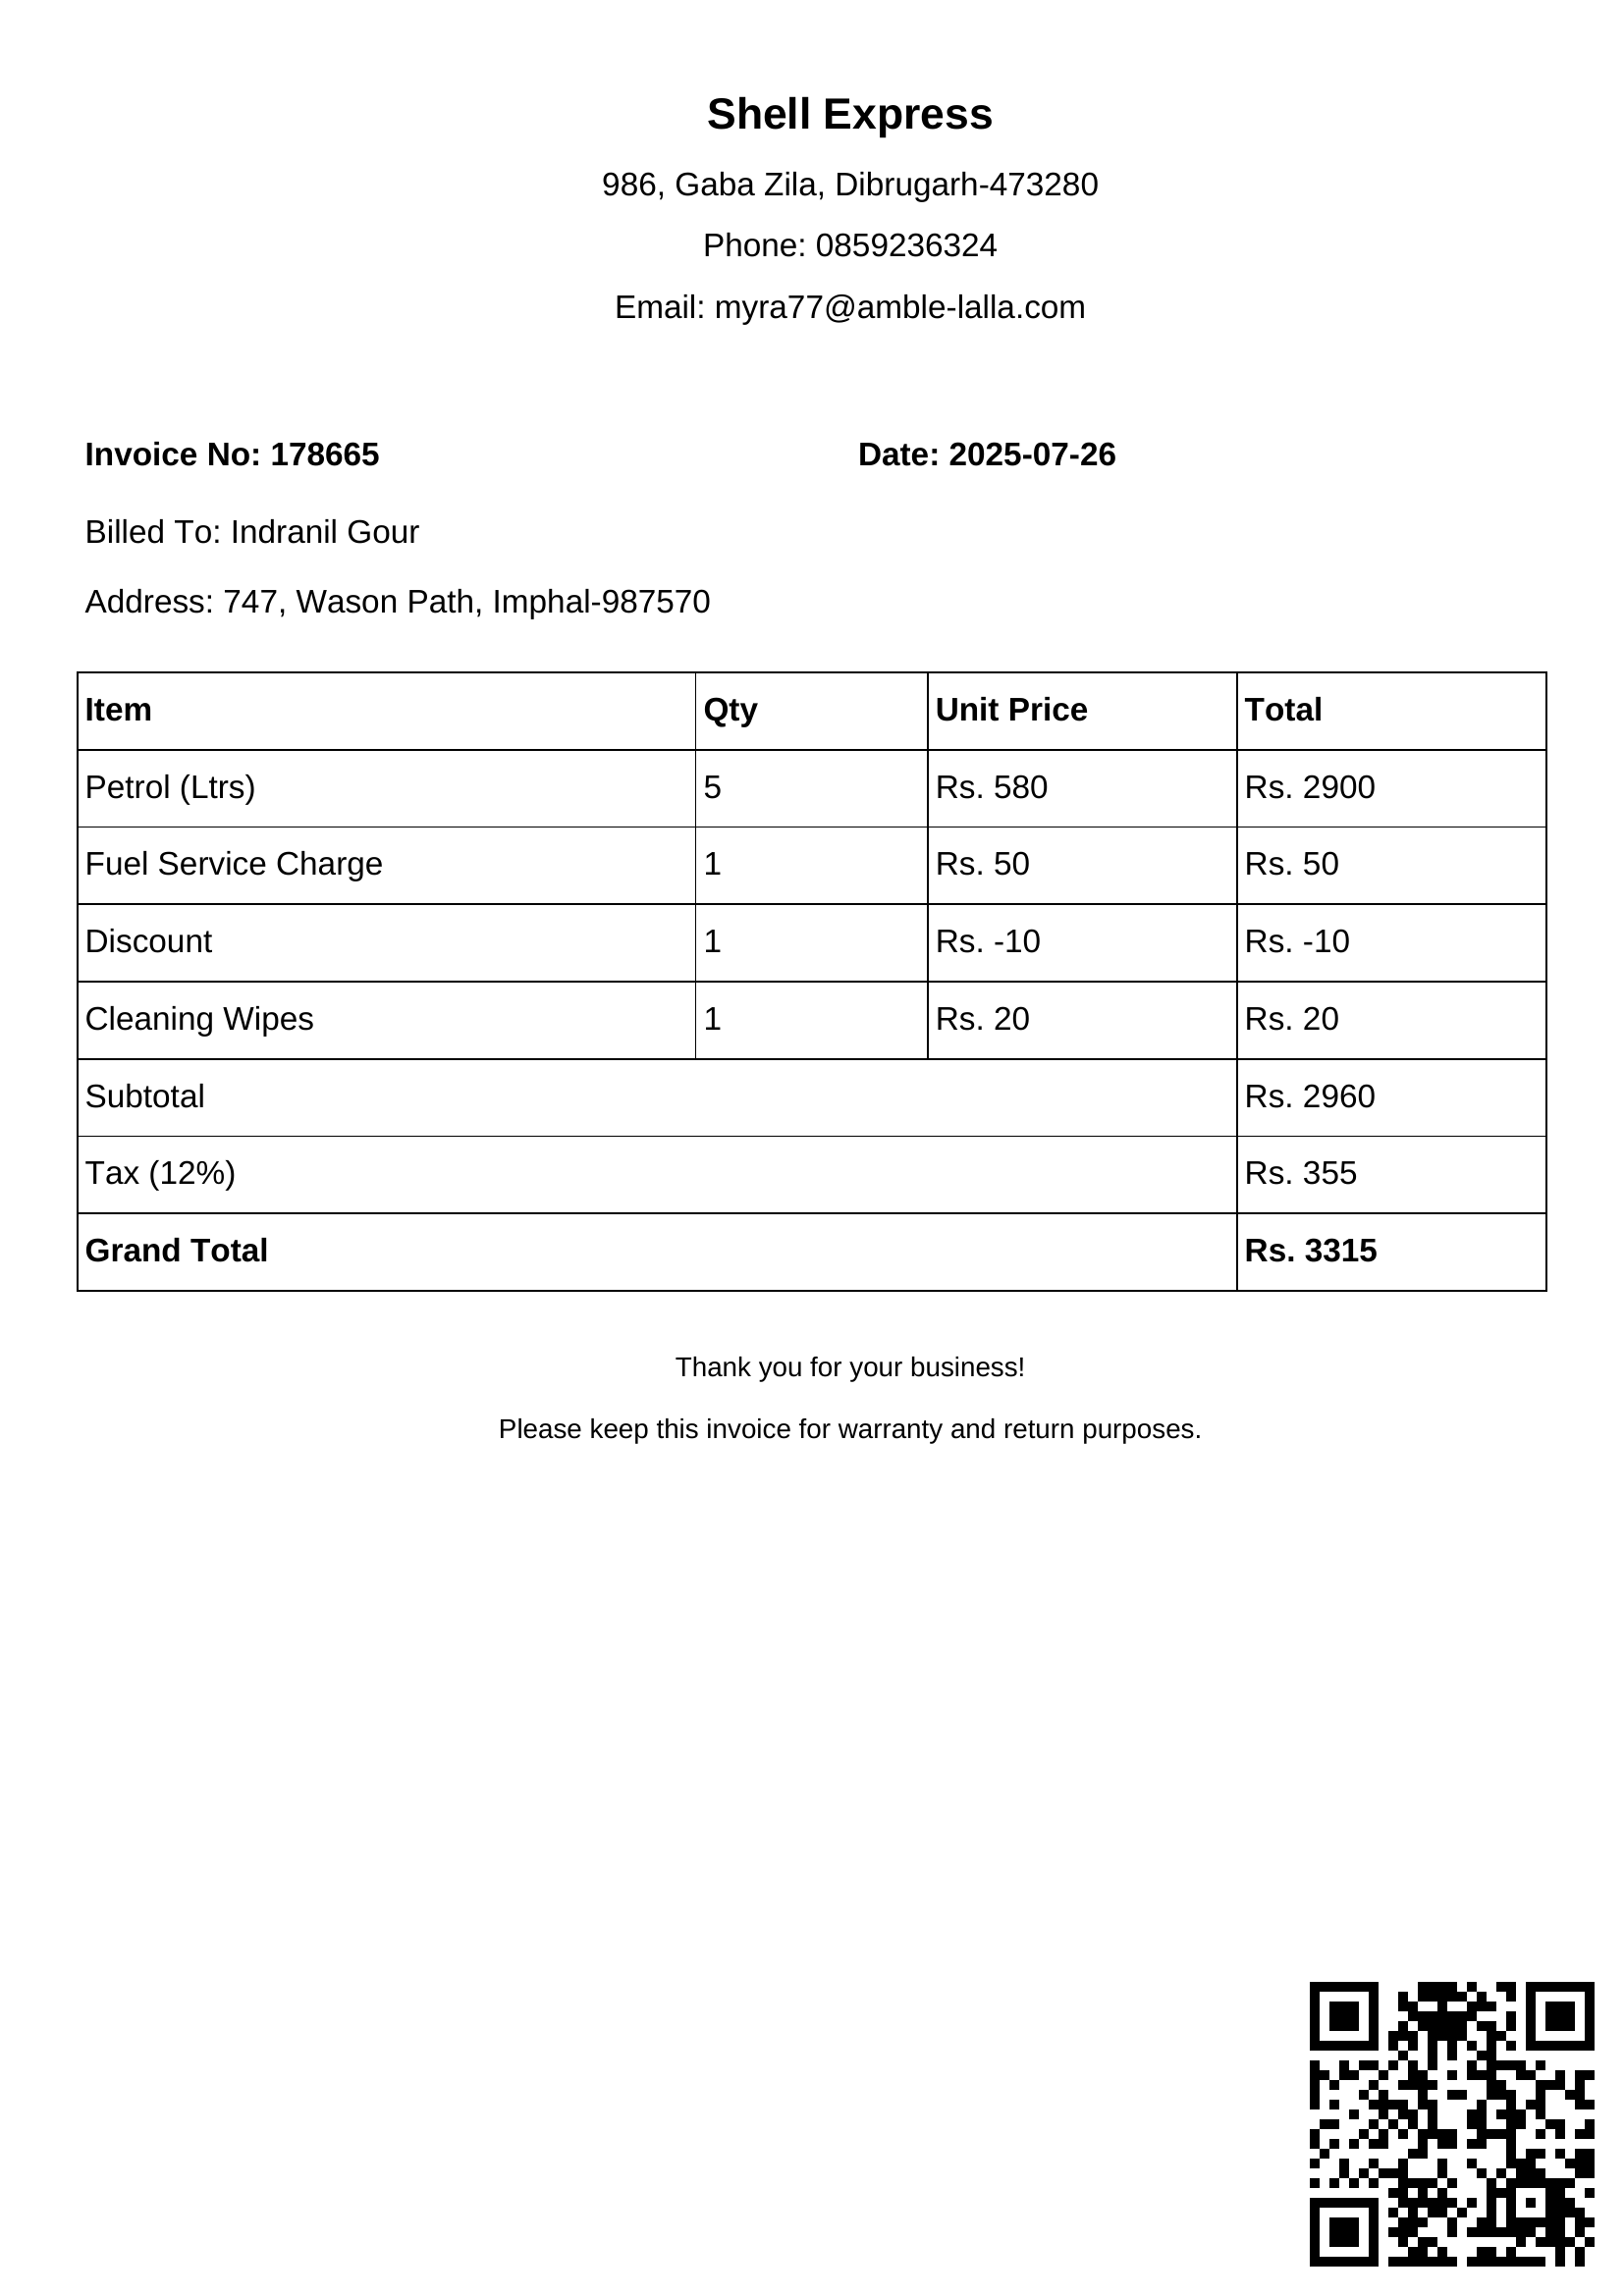 Shell Express
986, Gaba Zila, Dibrugarh-473280
Phone: 0859236324
Email: myra77@amble-lalla.com
Invoice No: 178665 Date: 2025-07-26
Billed To: Indranil Gour
Address: 747, Wason Path, Imphal-987570
Item Qty Unit Price Total
Petrol (Ltrs) 5 Rs. 580 Rs. 2900
Fuel Service Charge 1 Rs. 50 Rs. 50
Discount 1 Rs. -10 Rs. -10
Cleaning Wipes 1 Rs. 20 Rs. 20
Subtotal Rs. 2960
Tax (12%) Rs. 355
Grand Total Rs. 3315
Thank you for your business!
Please keep this invoice for warranty and return purposes.